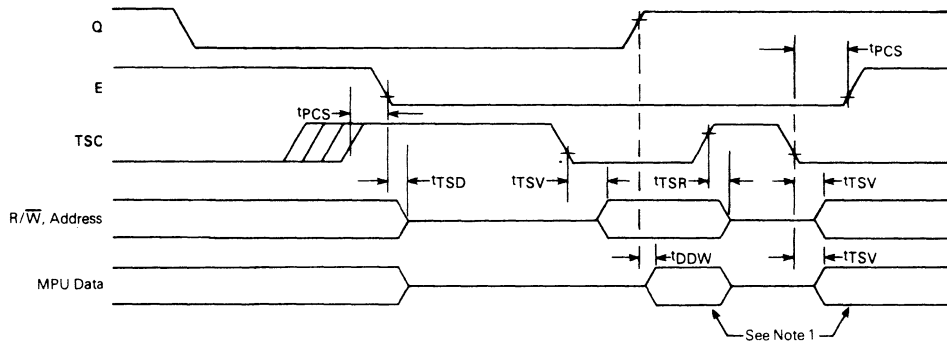 Q
tPCS
E
tPCS
TSC
tTSD
tTSV
tTSR
tTSV
R/W̅, Address
tDDW
tTSV
MPU Data
See Note 1